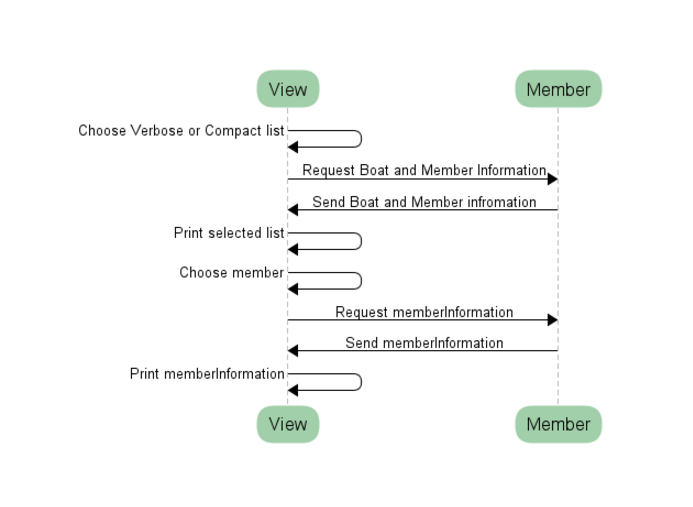 View Member
Choose Verbose or Compact list
Request Boat and Member Information
Send Boat and Member infromation
Print selected list
Choose member
Request memberInformation
Send memberInformation
Print memberInformation
View Member